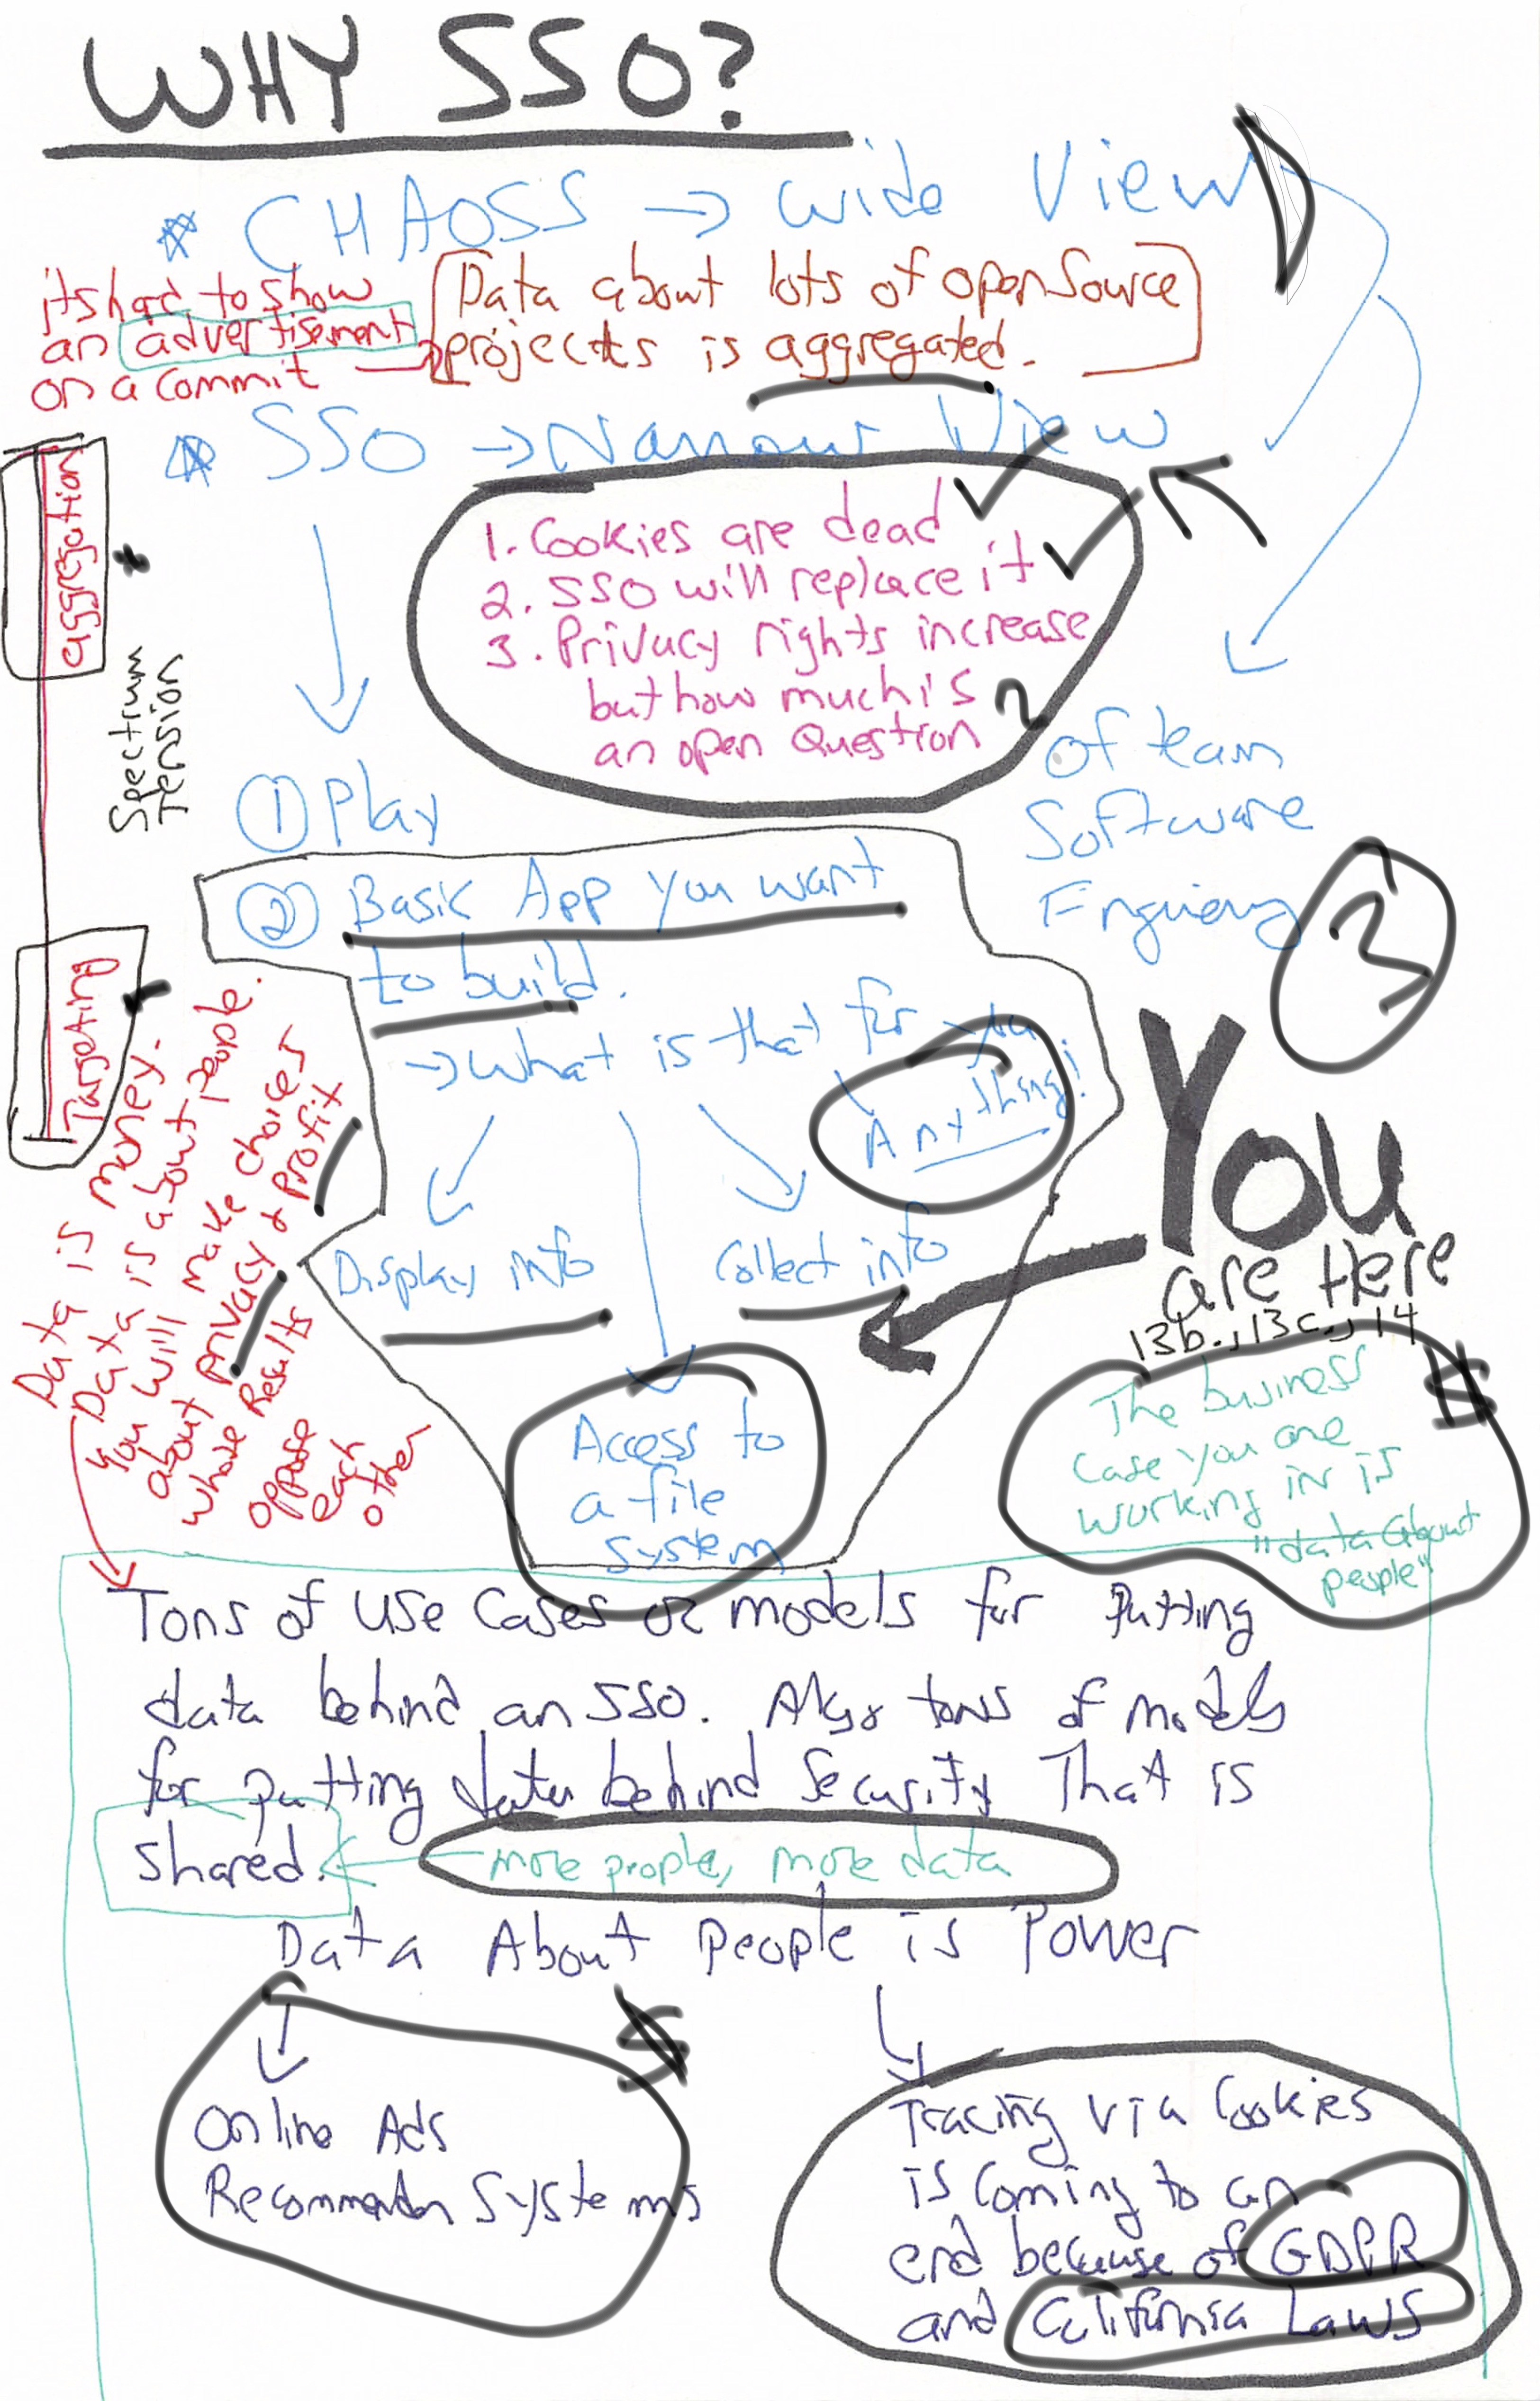 WHY SSO?
* CHAOSS → Wide View
its hard to show
an advertisement
on a commit
Data about lots of openSource
projects is aggregated.
* SSO → Narrow View
1. Cookies are dead
2. SSO will replace it
3. Privacy rights increase
but how much is
an open Question
?
aggregation
*
Spectrum
Tension
Targeting
*
of team
Software
① Play
② Basic App You want
to build.
→ What is that for you
Anything!
Display info
Collect info
Access to
a file
system
You
are Here
13b., 13c., 14
The business
Case you are
working in is
"data about
people"
$
Data is money.
Data is about people.
You will make choices
about privacy & profit
whose Results
oppose
each
other
Tons of Use Cases or models for Putting
data behind an SSO. Also tons of models
for putting data behind Security That is
Shared.
more people, more data
Data About People is Power
$
Online Ads
Recommender Systems
Tracing via Cookies
is Coming to an
end because of GDPR
and California Laws